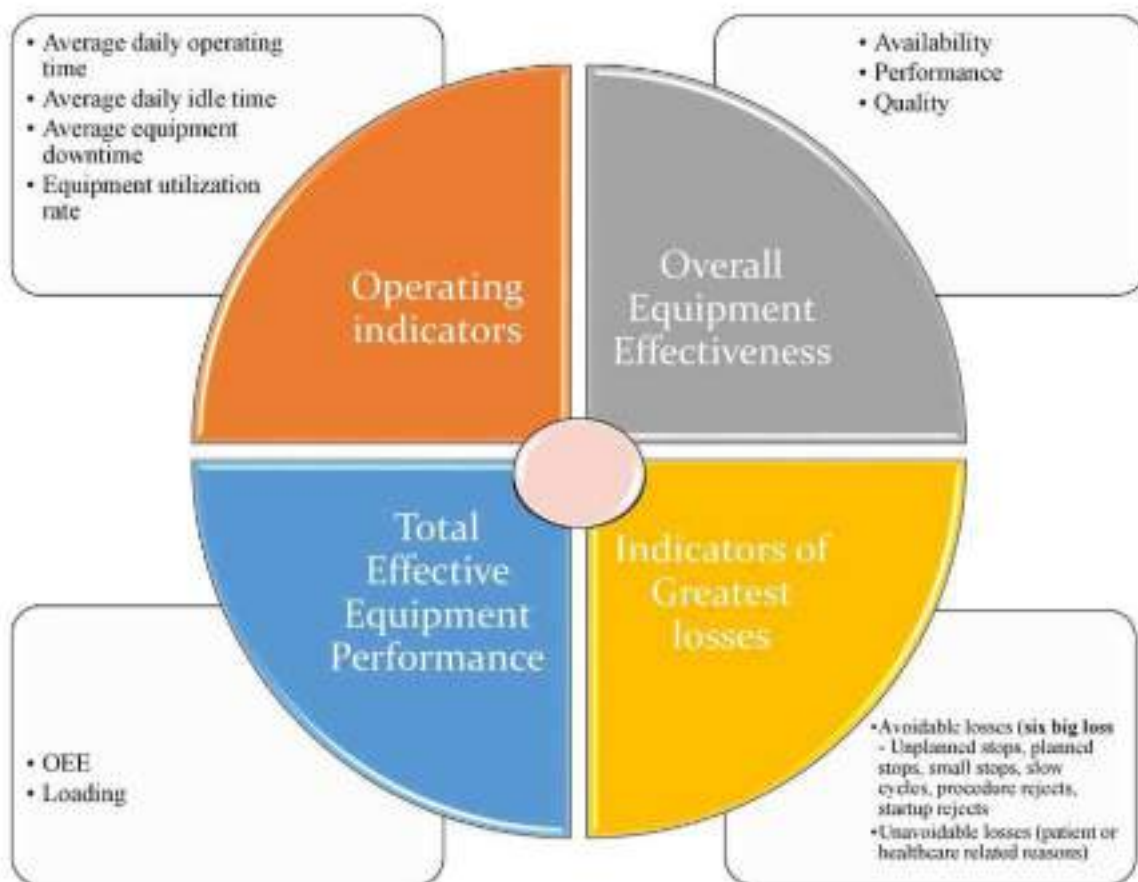 • Average daily operating
time
• Average daily idle time
• Average equipment
downtime
• Equipment utilization
rate
• Availability
• Performance
• Quality
Operating
indicators
Overall
Equipment
Effectiveness
Total
Effective
Equipment
Performance
Indicators of
Greatest
losses
• OEE
• Loading
•Avoidable losses (six big loss
- Unplanned stops, planned
stops, small stops, slow
cycles, procedure rejects,
startup rejects
•Unavoidable losses (patient or
healthcare related reasons)